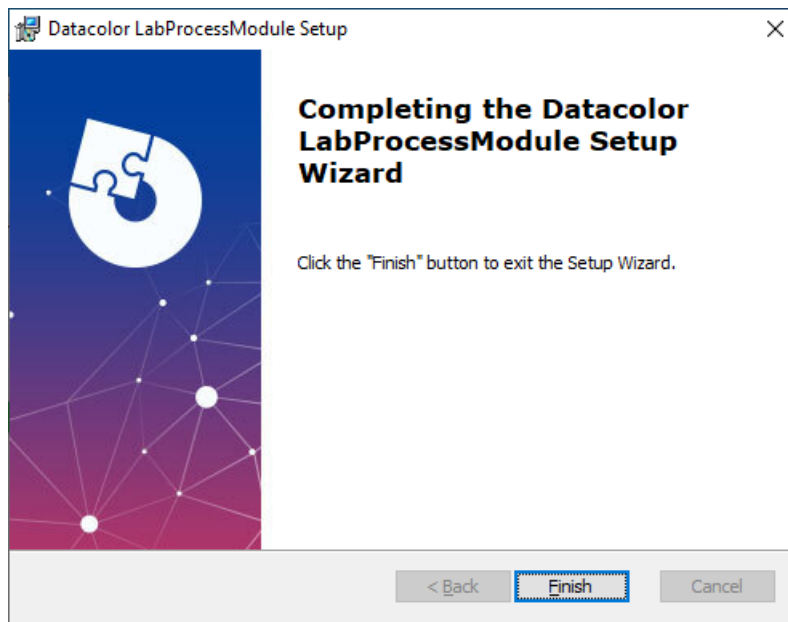 Datacolor LabProcessModule Setup
Completing the Datacolor
LabProcessModule Setup
Wizard
Click the "Finish" button to exit the Setup Wizard.
< Back
Finish
Cancel